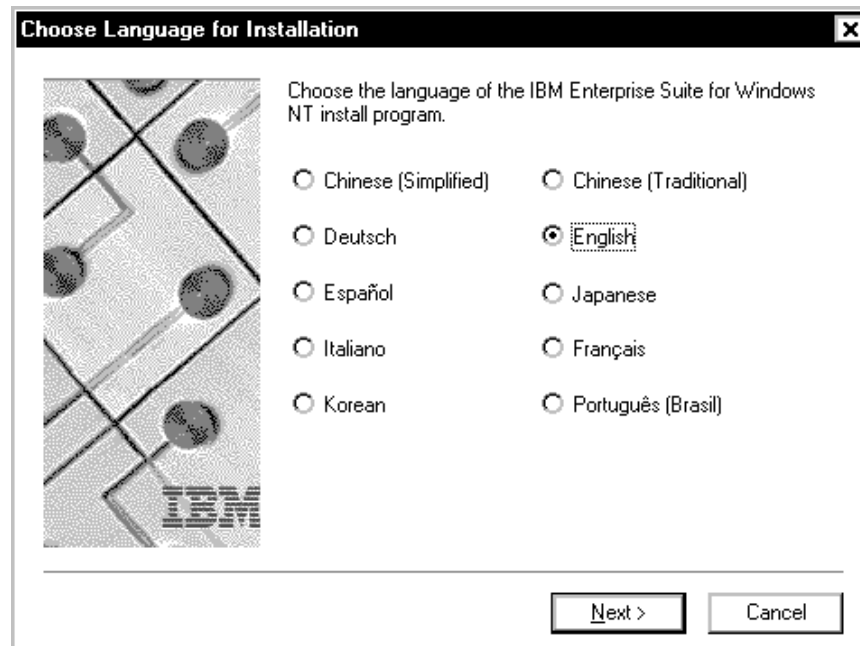 Choose Language for Installation
Choose the language of the IBM Enterprise Suite for Windows
NT install program.
Chinese (Simplified)
Chinese (Traditional)
Deutsch
English
Español
Japanese
Italiano
Français
Korean
Português (Brasil)
IBM
Next >
Cancel